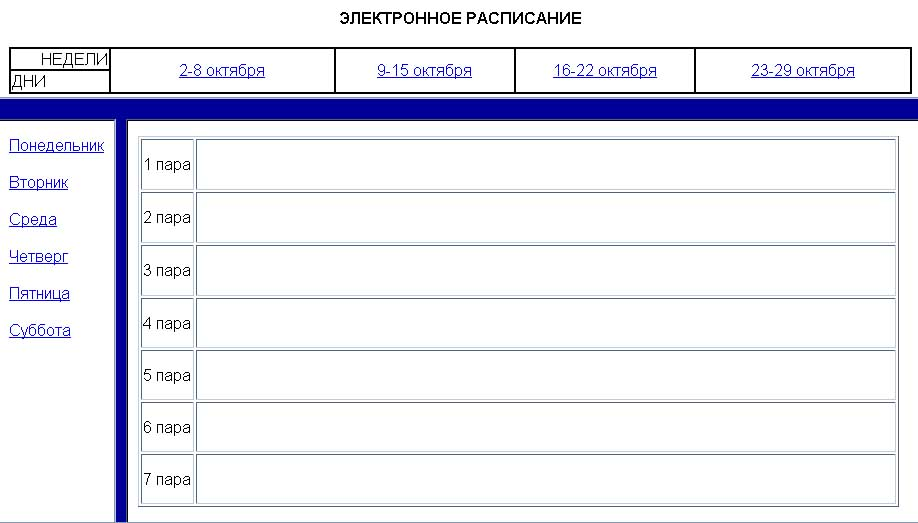 ЭЛЕКТРОННОЕ РАСПИСАНИЕ
НЕДЕЛИ
ДНИ
2-8 октября
9-15 октября
16-22 октября
23-29 октября
Понедельник
Вторник
Среда
Четверг
Пятница
Суббота
1 пара
2 пара
3 пара
4 пара
5 пара
6 пара
7 пара